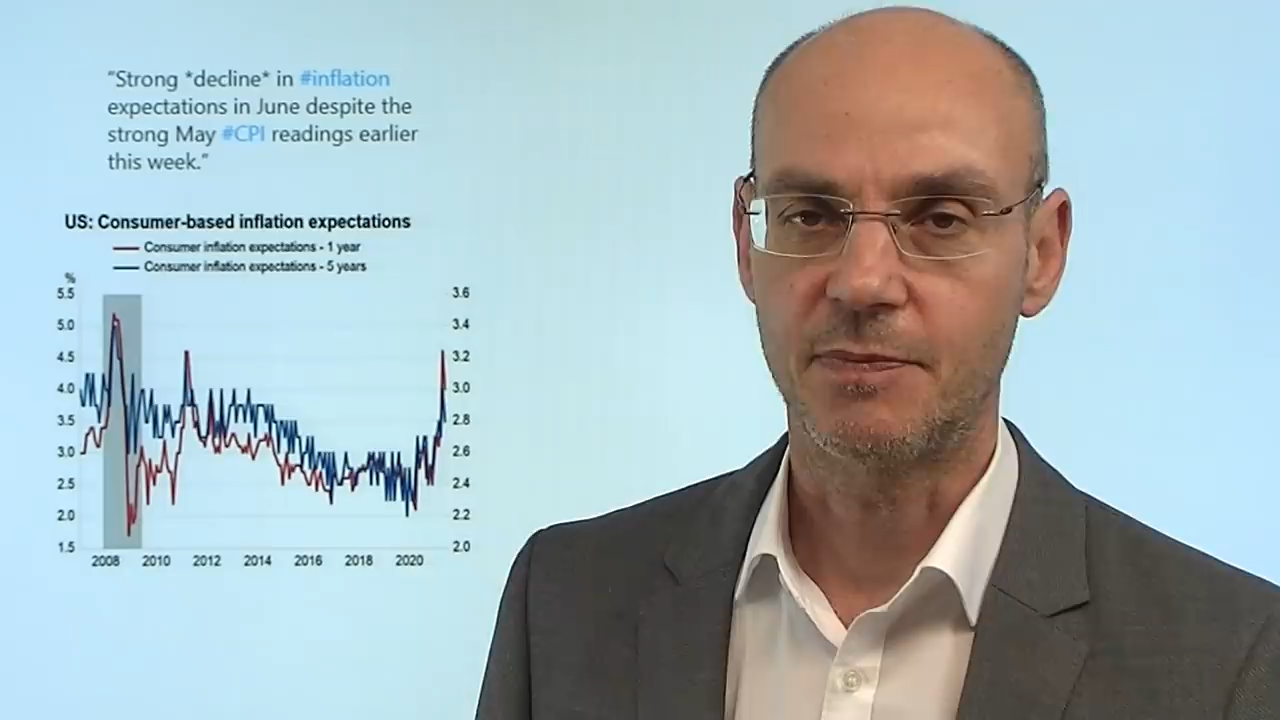 “Strong *decline* in #inflation
expectations in June despite the
strong May #CPI readings earlier
this week.”
US: Consumer-based inflation expectations
Consumer inflation expectations - 1 year
Consumer inflation expectations - 5 years
%
5.5 3.6
5.0 3.4
4.5 3.2
4.0 3.0
3.5 2.8
3.0 2.6
2.5 2.4
2.0 2.2
1.5 2.0
2008 2010 2012 2014 2016 2018 2020